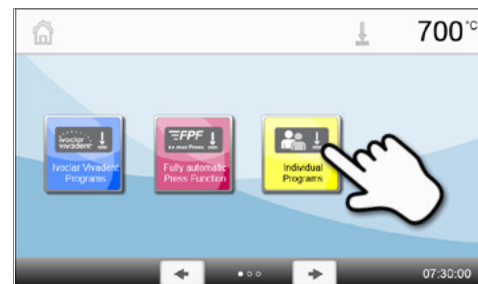 700°C
ivoclar
vivadent
Ivoclar Vivadent
Programs
FPF
Fully automatic
Press Function
Individual
Programs
07:30:00